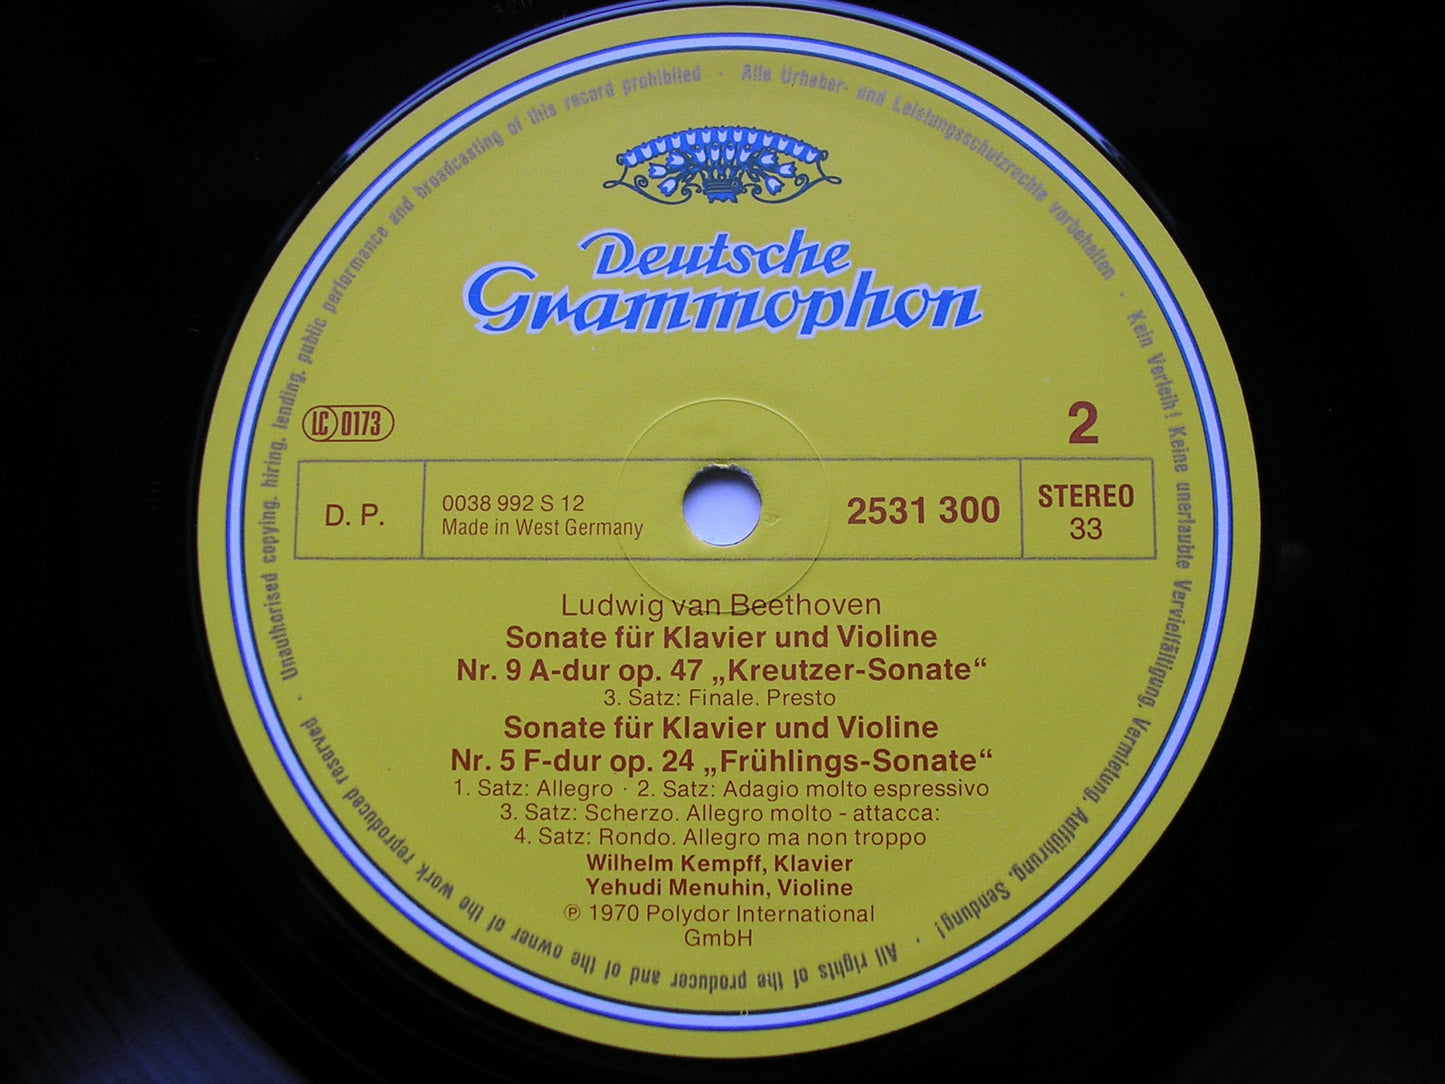 Unauthorised copying, hiring, lending, public performance and broadcasting of this record prohibited · Alle Urheber- und Leistungsschutzrechte vorbehalten · Kein Verleih! Keine unerlaubte Vervielfältigung, Vermietung, Aufführung, Sendung! · All rights of the producer and of the owner of the work reproduced reserved ·
Deutsche
Grammophon
LC 0173
2
D. P.
0038 992 S 12
Made in West Germany
2531 300
STEREO
33
Ludwig van Beethoven
Sonate für Klavier und Violine
Nr. 9 A-dur op. 47 „Kreutzer-Sonate“
3. Satz: Finale. Presto
Sonate für Klavier und Violine
Nr. 5 F-dur op. 24 „Frühlings-Sonate“
1. Satz: Allegro · 2. Satz: Adagio molto espressivo
3. Satz: Scherzo. Allegro molto - attacca:
4. Satz: Rondo. Allegro ma non troppo
Wilhelm Kempff, Klavier
Yehudi Menuhin, Violine
℗ 1970 Polydor International
GmbH